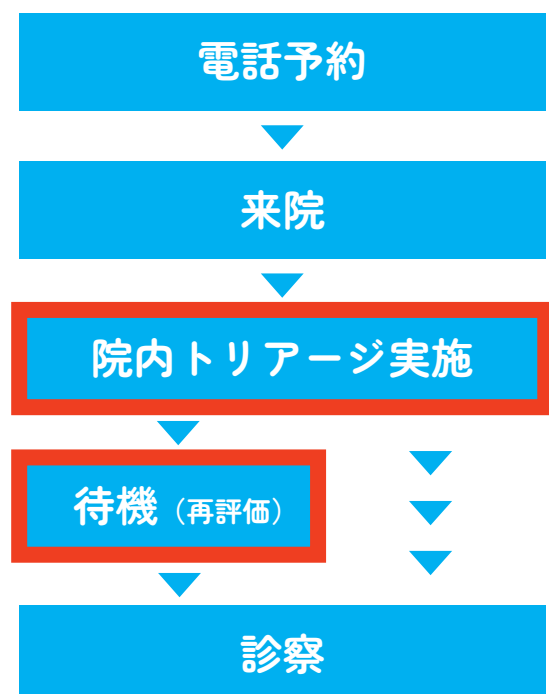 電話予約
来院
院内トリアージ実施
待機（再評価）
診察